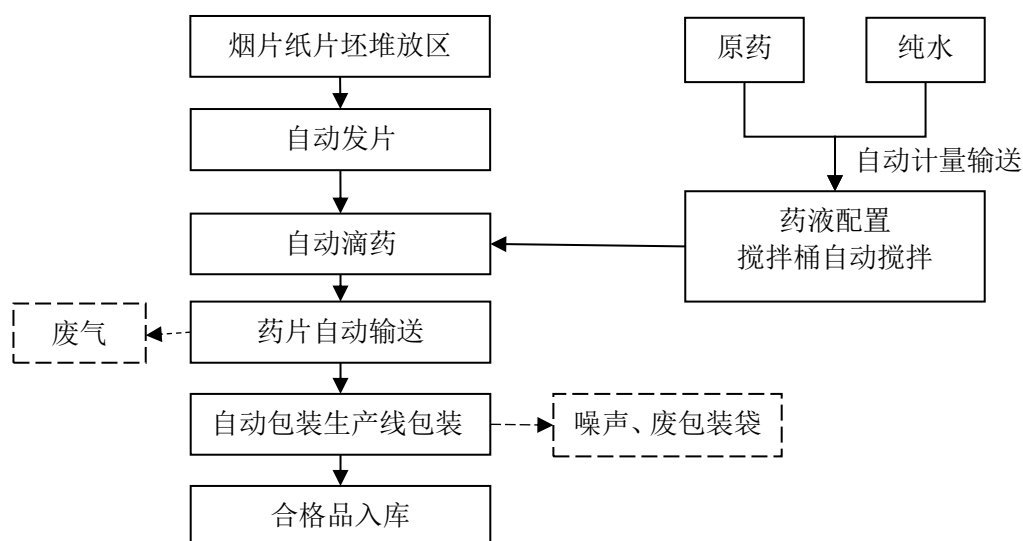 烟片纸片坯堆放区
原药
纯水
自动发片
自动计量输送
自动滴药
药液配置
搅拌桶自动搅拌
废气
药片自动输送
自动包装生产线包装
噪声、废包装袋
合格品入库